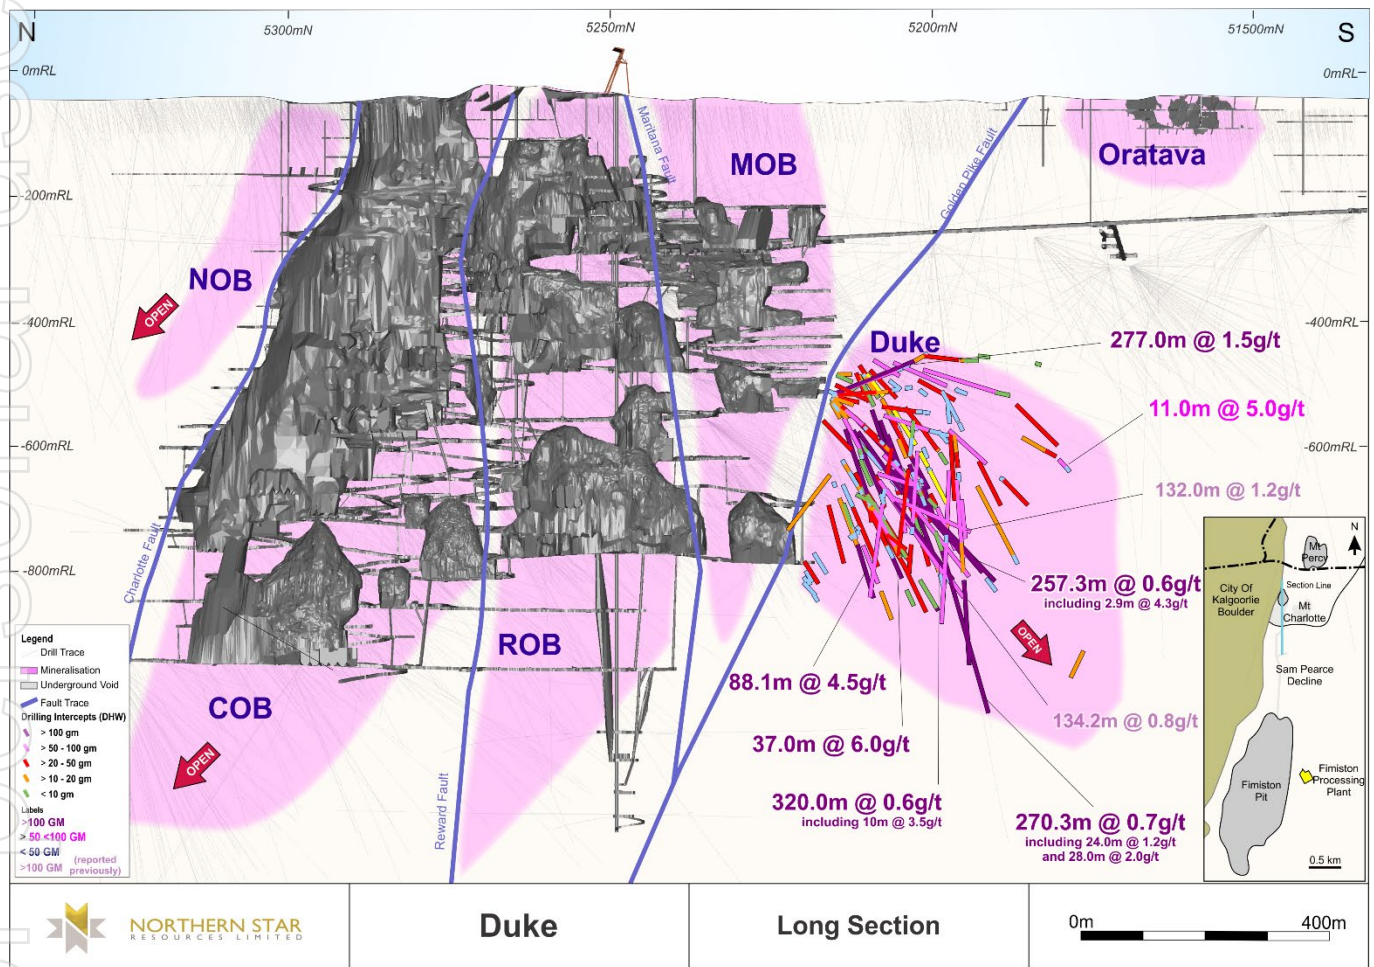 N
5300mN
5250mN
5200mN
51500mN
S
0mRL
0mRL
-200mRL
-400mRL
-400mRL
-600mRL
-600mRL
-800mRL
MOB
Oratava
NOB
OPEN
Maritana Fault
Golden Pike Fault
Duke
277.0m @ 1.5g/t
11.0m @ 5.0g/t
132.0m @ 1.2g/t
257.3m @ 0.6g/t
including 2.9m @ 4.3g/t
OPEN
134.2m @ 0.8g/t
88.1m @ 4.5g/t
37.0m @ 6.0g/t
320.0m @ 0.6g/t
including 10m @ 3.5g/t
270.3m @ 0.7g/t
including 24.0m @ 1.2g/t
and 28.0m @ 2.0g/t
Charlotte Fault
ROB
COB
OPEN
Reward Fault
Legend
Drill Trace
Mineralisation
Underground Void
Fault Trace
Drilling Intercepts (DHW)
> 100 gm
> 50 - 100 gm
> 20 - 50 gm
> 10 - 20 gm
< 10 gm
Labels
>100 GM
> 50 <100 GM
< 50 GM
>100 GM (reported previously)
N
Mt
Percy
City Of
Kalgoorlie
Boulder
Section Line
Mt
Charlotte
Sam Pearce
Decline
Fimiston
Pit
Fimiston
Processing
Plant
0.5 km
NORTHERN STAR
RESOURCES LIMITED
Duke
Long Section
0m
400m